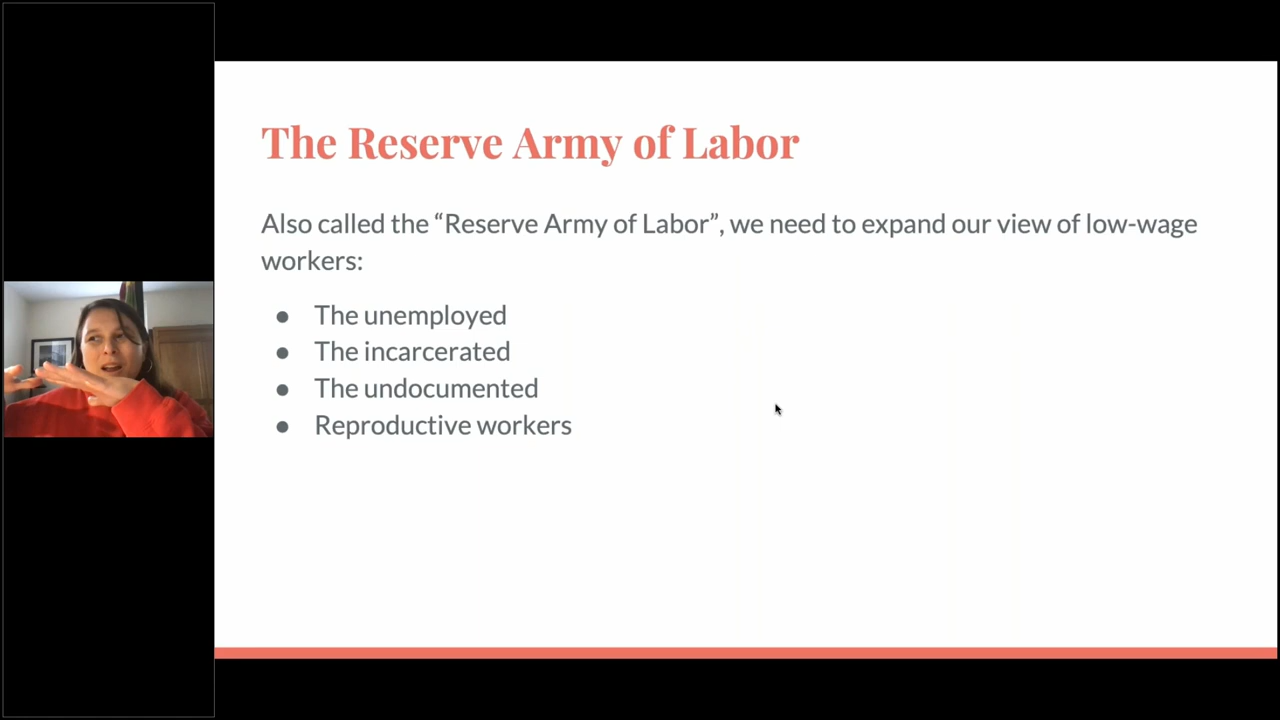 The Reserve Army of Labor
Also called the “Reserve Army of Labor”, we need to expand our view of low-wage
workers:
● The unemployed
● The incarcerated
● The undocumented
● Reproductive workers